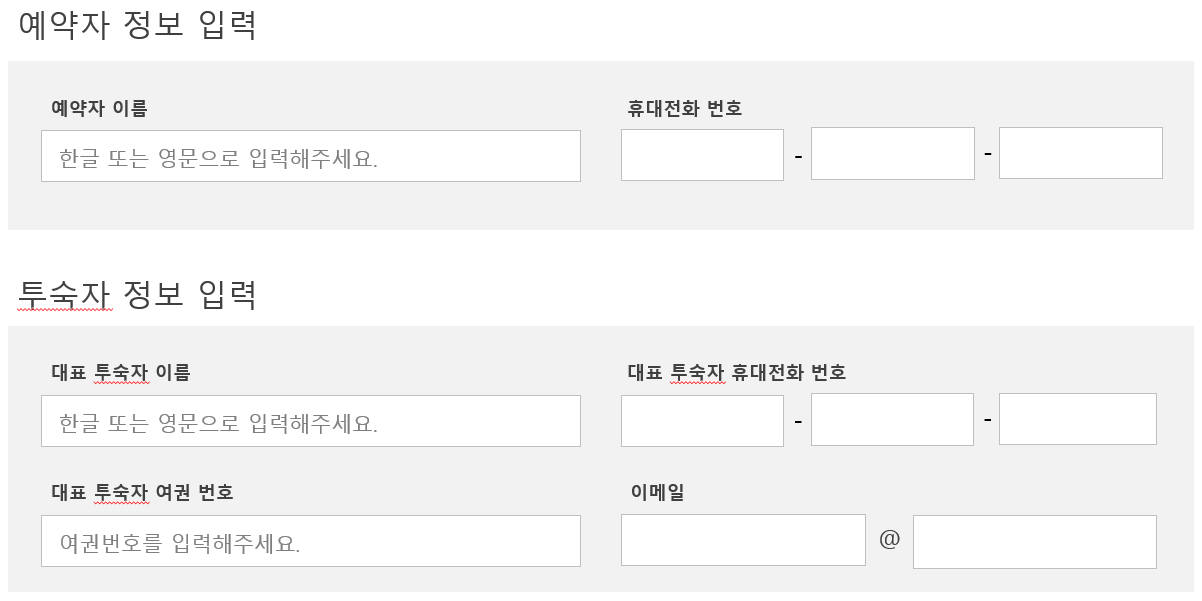 예약자 정보 입력
예약자 이름
휴대전화 번호
한글 또는 영문으로 입력해주세요.
- -
투숙자 정보 입력
대표 투숙자 이름
대표 투숙자 휴대전화 번호
한글 또는 영문으로 입력해주세요.
- -
대표 투숙자 여권 번호
이메일
여권번호를 입력해주세요.
@